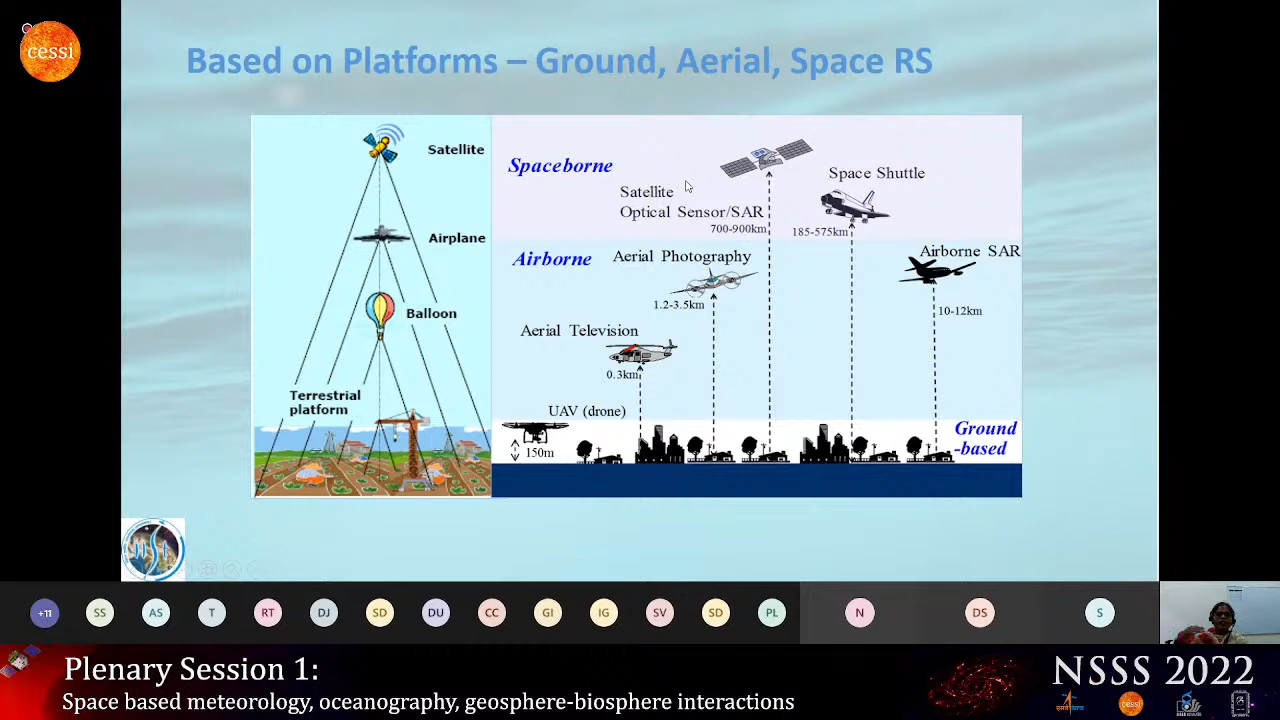 cessi
Based on Platforms – Ground, Aerial, Space RS
Satellite
Airplane
Balloon
Terrestrial
platform
Spaceborne
Satellite
Optical Sensor/SAR
700-900km
Space Shuttle
185-575km
Airborne
Aerial Photography
1.2-3.5km
Airborne SAR
10-12km
Aerial Television
0.3km
UAV (drone)
150m
Ground
-based
+11
SS
AS
T
RT
DJ
SD
DU
CC
GI
IG
SV
SD
PL
N
DS
S
Plenary Session 1:
Space based meteorology, oceanography, geosphere-biosphere interactions
NSSS 2022
cessi